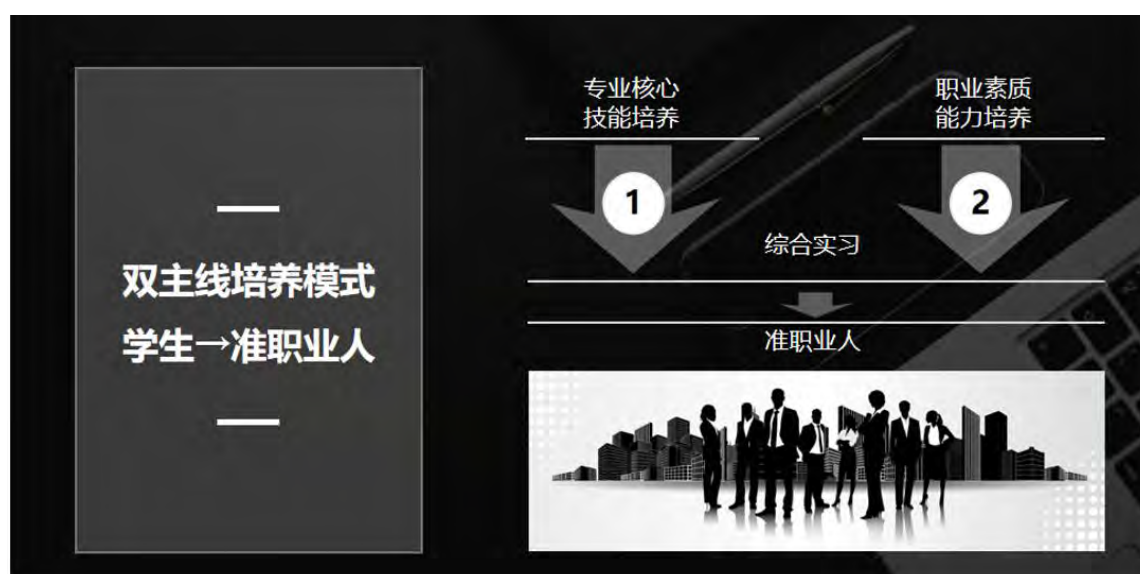 双主线培养模式
学生→准职业人
专业核心
技能培养
职业素质
能力培养
1
2
综合实习
准职业人